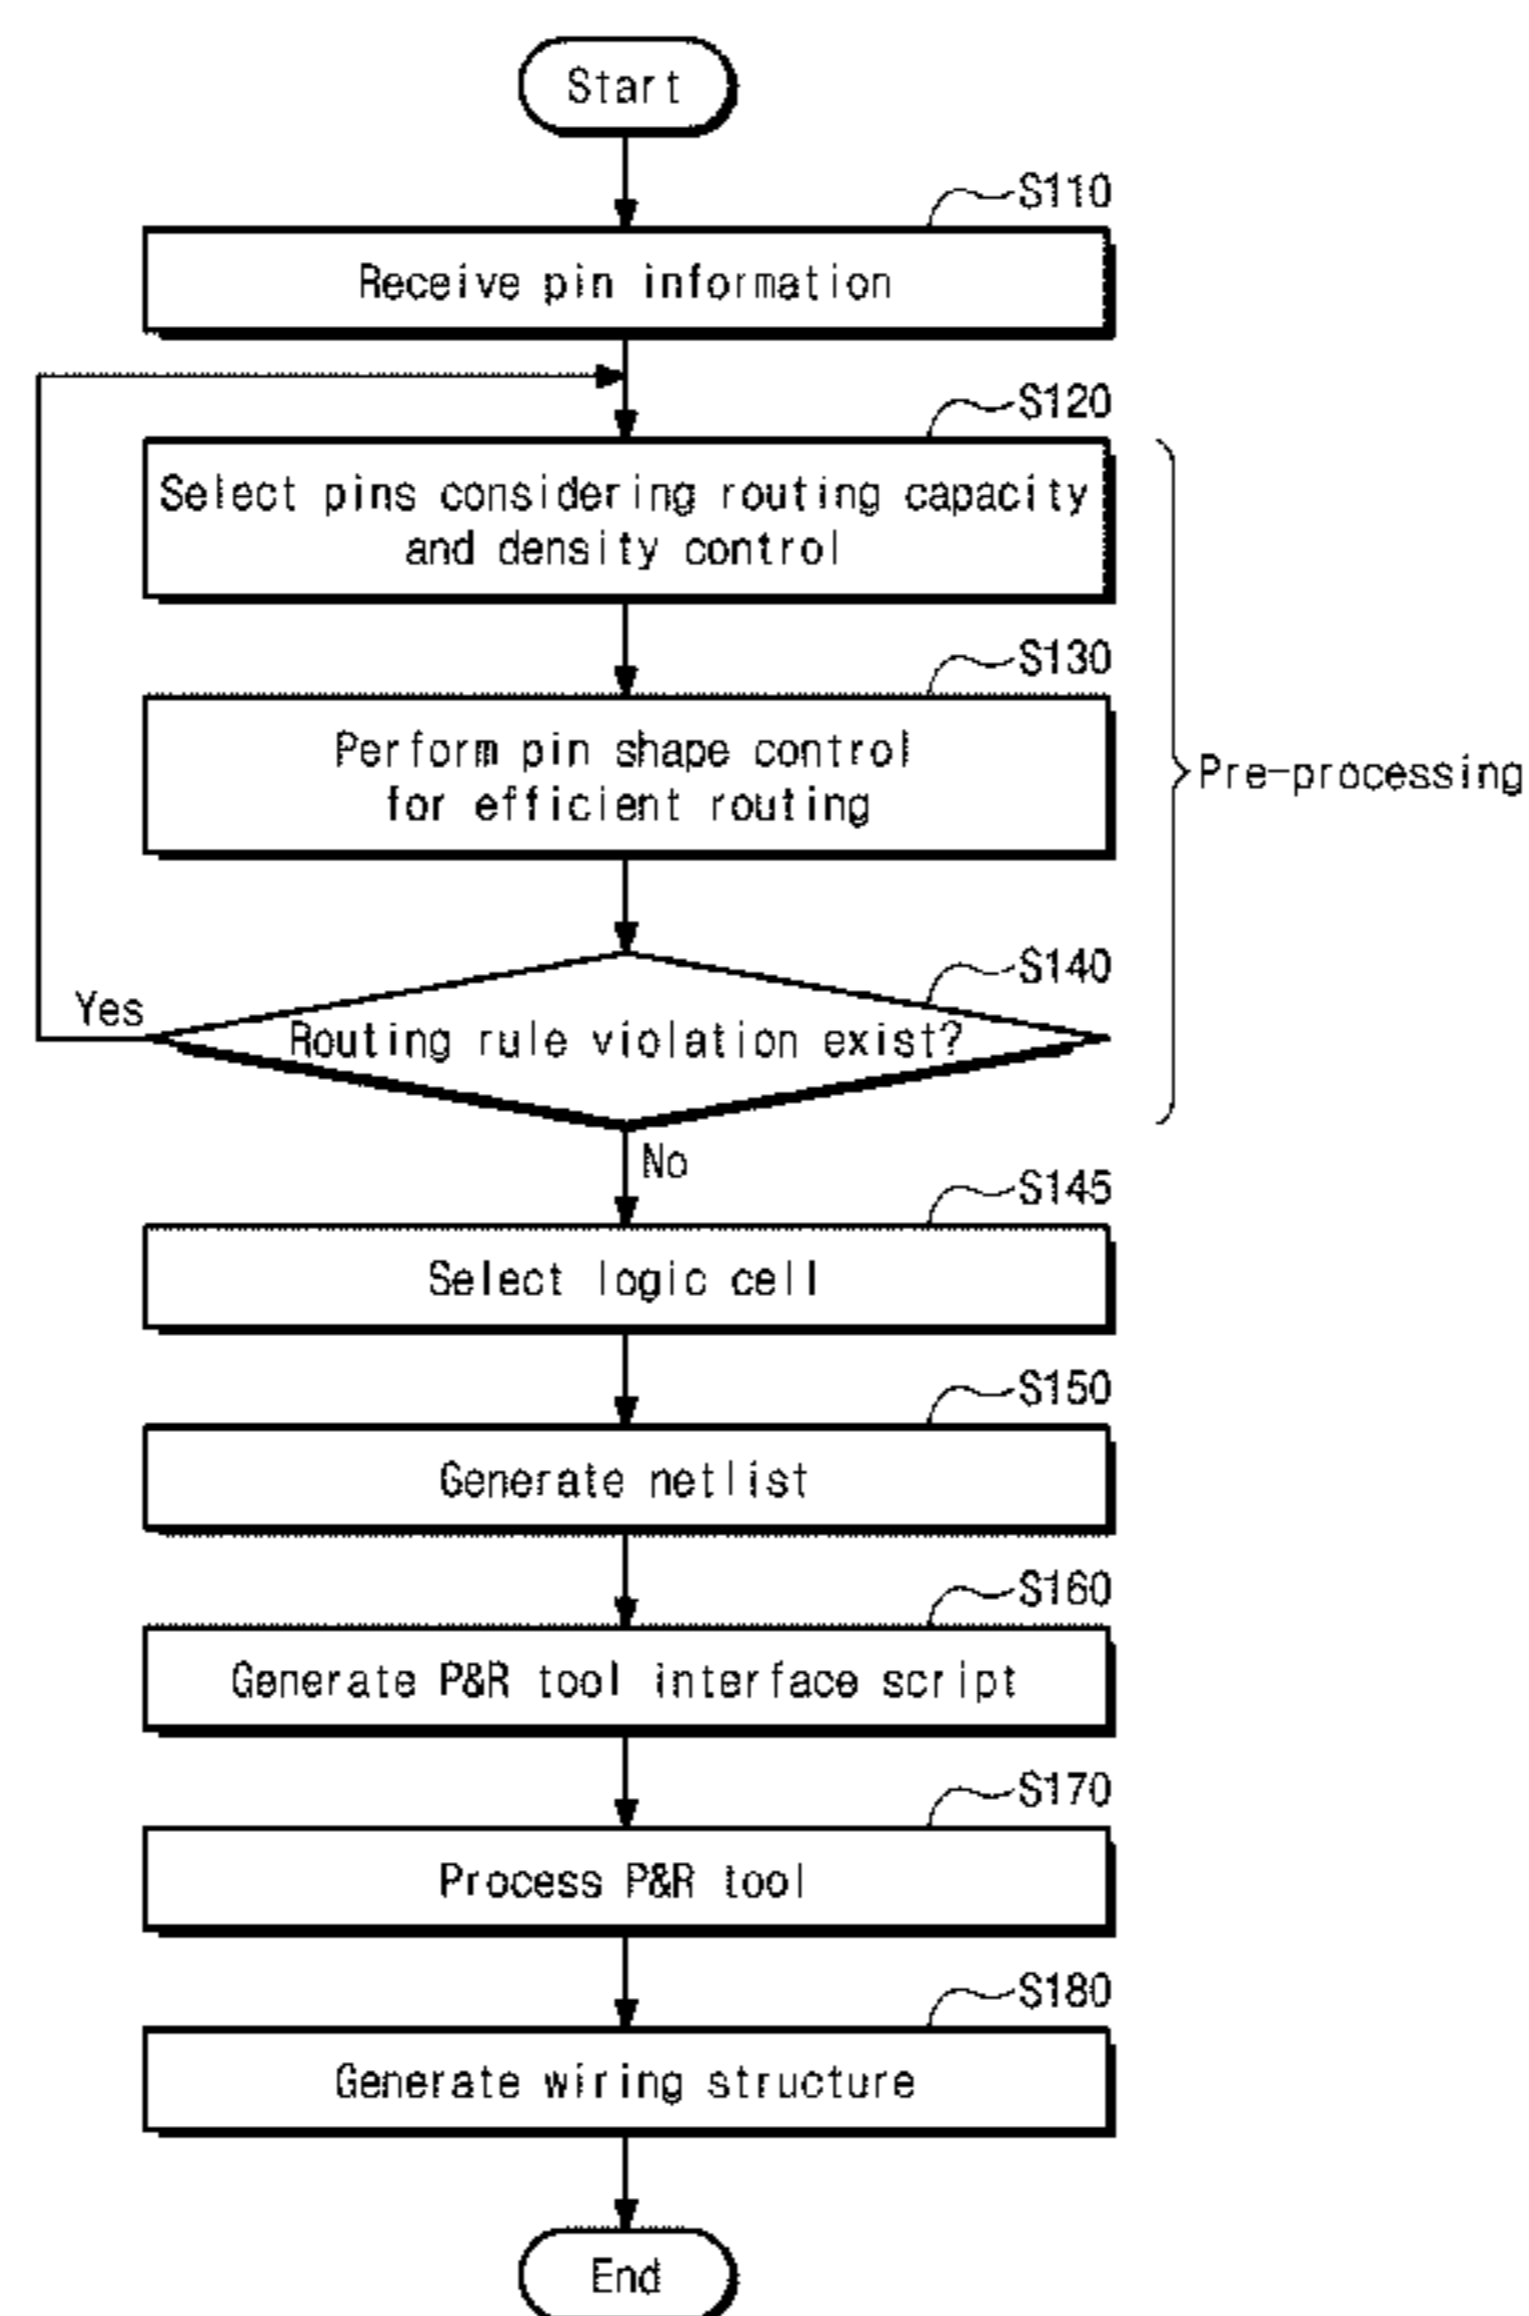 Start
S110
Receive pin information
S120
Select pins considering routing capacity
and density control
S130
Perform pin shape control
for efficient routing
Pre-processing
S140
Yes
Routing rule violation exist?
No
S145
Select logic cell
S150
Generate netlist
S160
Generate P&R tool interface script
S170
Process P&R tool
S180
Generate wiring structure
End